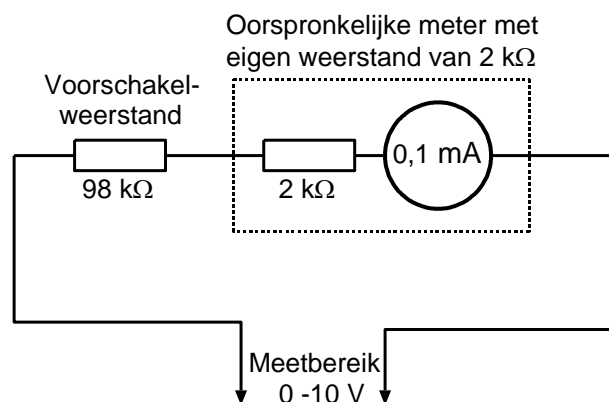 Oorspronkelijke meter met
eigen weerstand van 2 kΩ
Voorschakel-
weerstand
0,1 mA
98 kΩ
2 kΩ
Meetbereik
0 -10 V